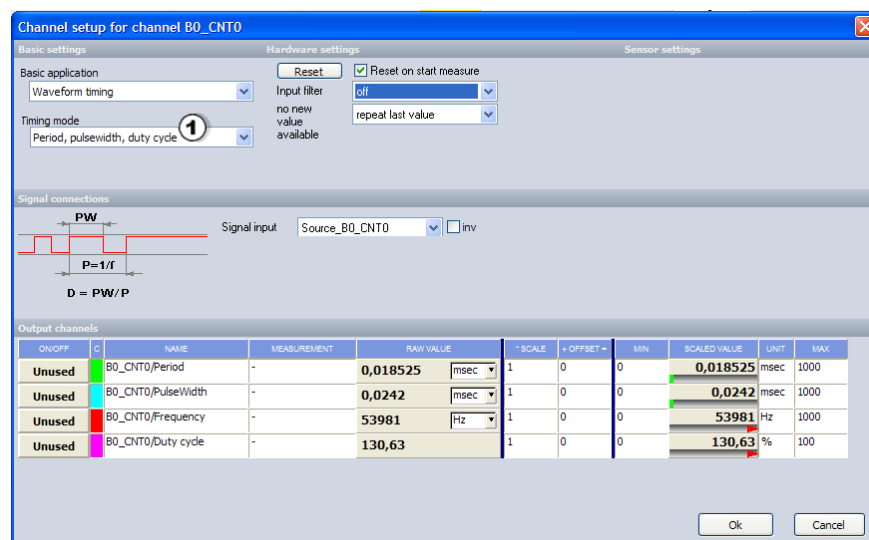 Channel setup for channel B0_CNT0
Basic settings
Hardware settings
Sensor settings
Basic application
Waveform timing
Timing mode
Period, pulsewidth, duty cycle
1
Reset
Reset on start measure
Input filter
off
no new
value
available
repeat last value
Signal connections
PW
P=1/f
D = PW/P
Signal input
Source_B0_CNT0
inv
Output channels
ON/OFF C NAME MEASUREMENT RAW VALUE * SCALE + OFFSET = MIN SCALED VALUE UNIT MAX
Unused B0_CNT0/Period - 0,018525 msec 1 0 0 0,018525 msec 1000
Unused B0_CNT0/PulseWidth - 0,0242 msec 1 0 0 0,0242 msec 1000
Unused B0_CNT0/Frequency - 53981 Hz 1 0 0 53981 Hz 1000
Unused B0_CNT0/Duty cycle - 130,63 1 0 0 130,63 % 100
Ok Cancel